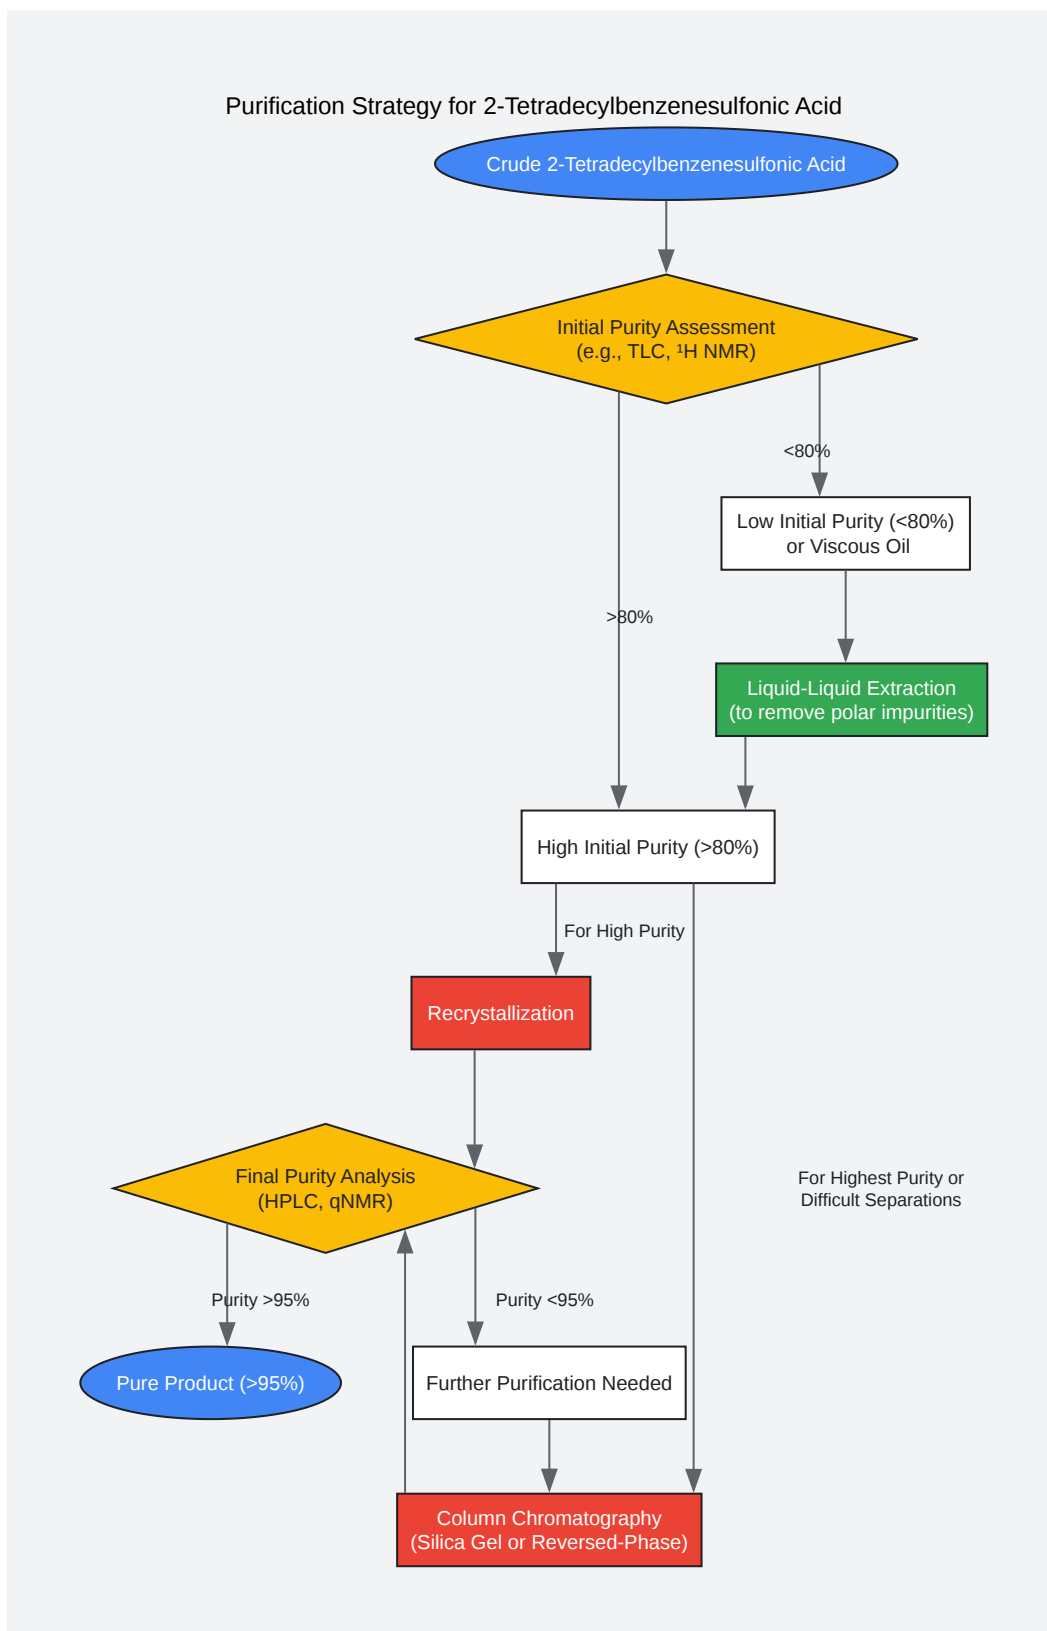 Purification Strategy for 2-Tetradecylbenzenesulfonic Acid
Crude 2-Tetradecylbenzenesulfonic Acid
Initial Purity Assessment
(e.g., TLC, ¹H NMR)
<80%
Low Initial Purity (<80%)
or Viscous Oil
>80%
Liquid-Liquid Extraction
(to remove polar impurities)
High Initial Purity (>80%)
For High Purity
Recrystallization
Final Purity Analysis
(HPLC, qNMR)
For Highest Purity or
Difficult Separations
Purity >95%
Purity <95%
Pure Product (>95%)
Further Purification Needed
Column Chromatography
(Silica Gel or Reversed-Phase)